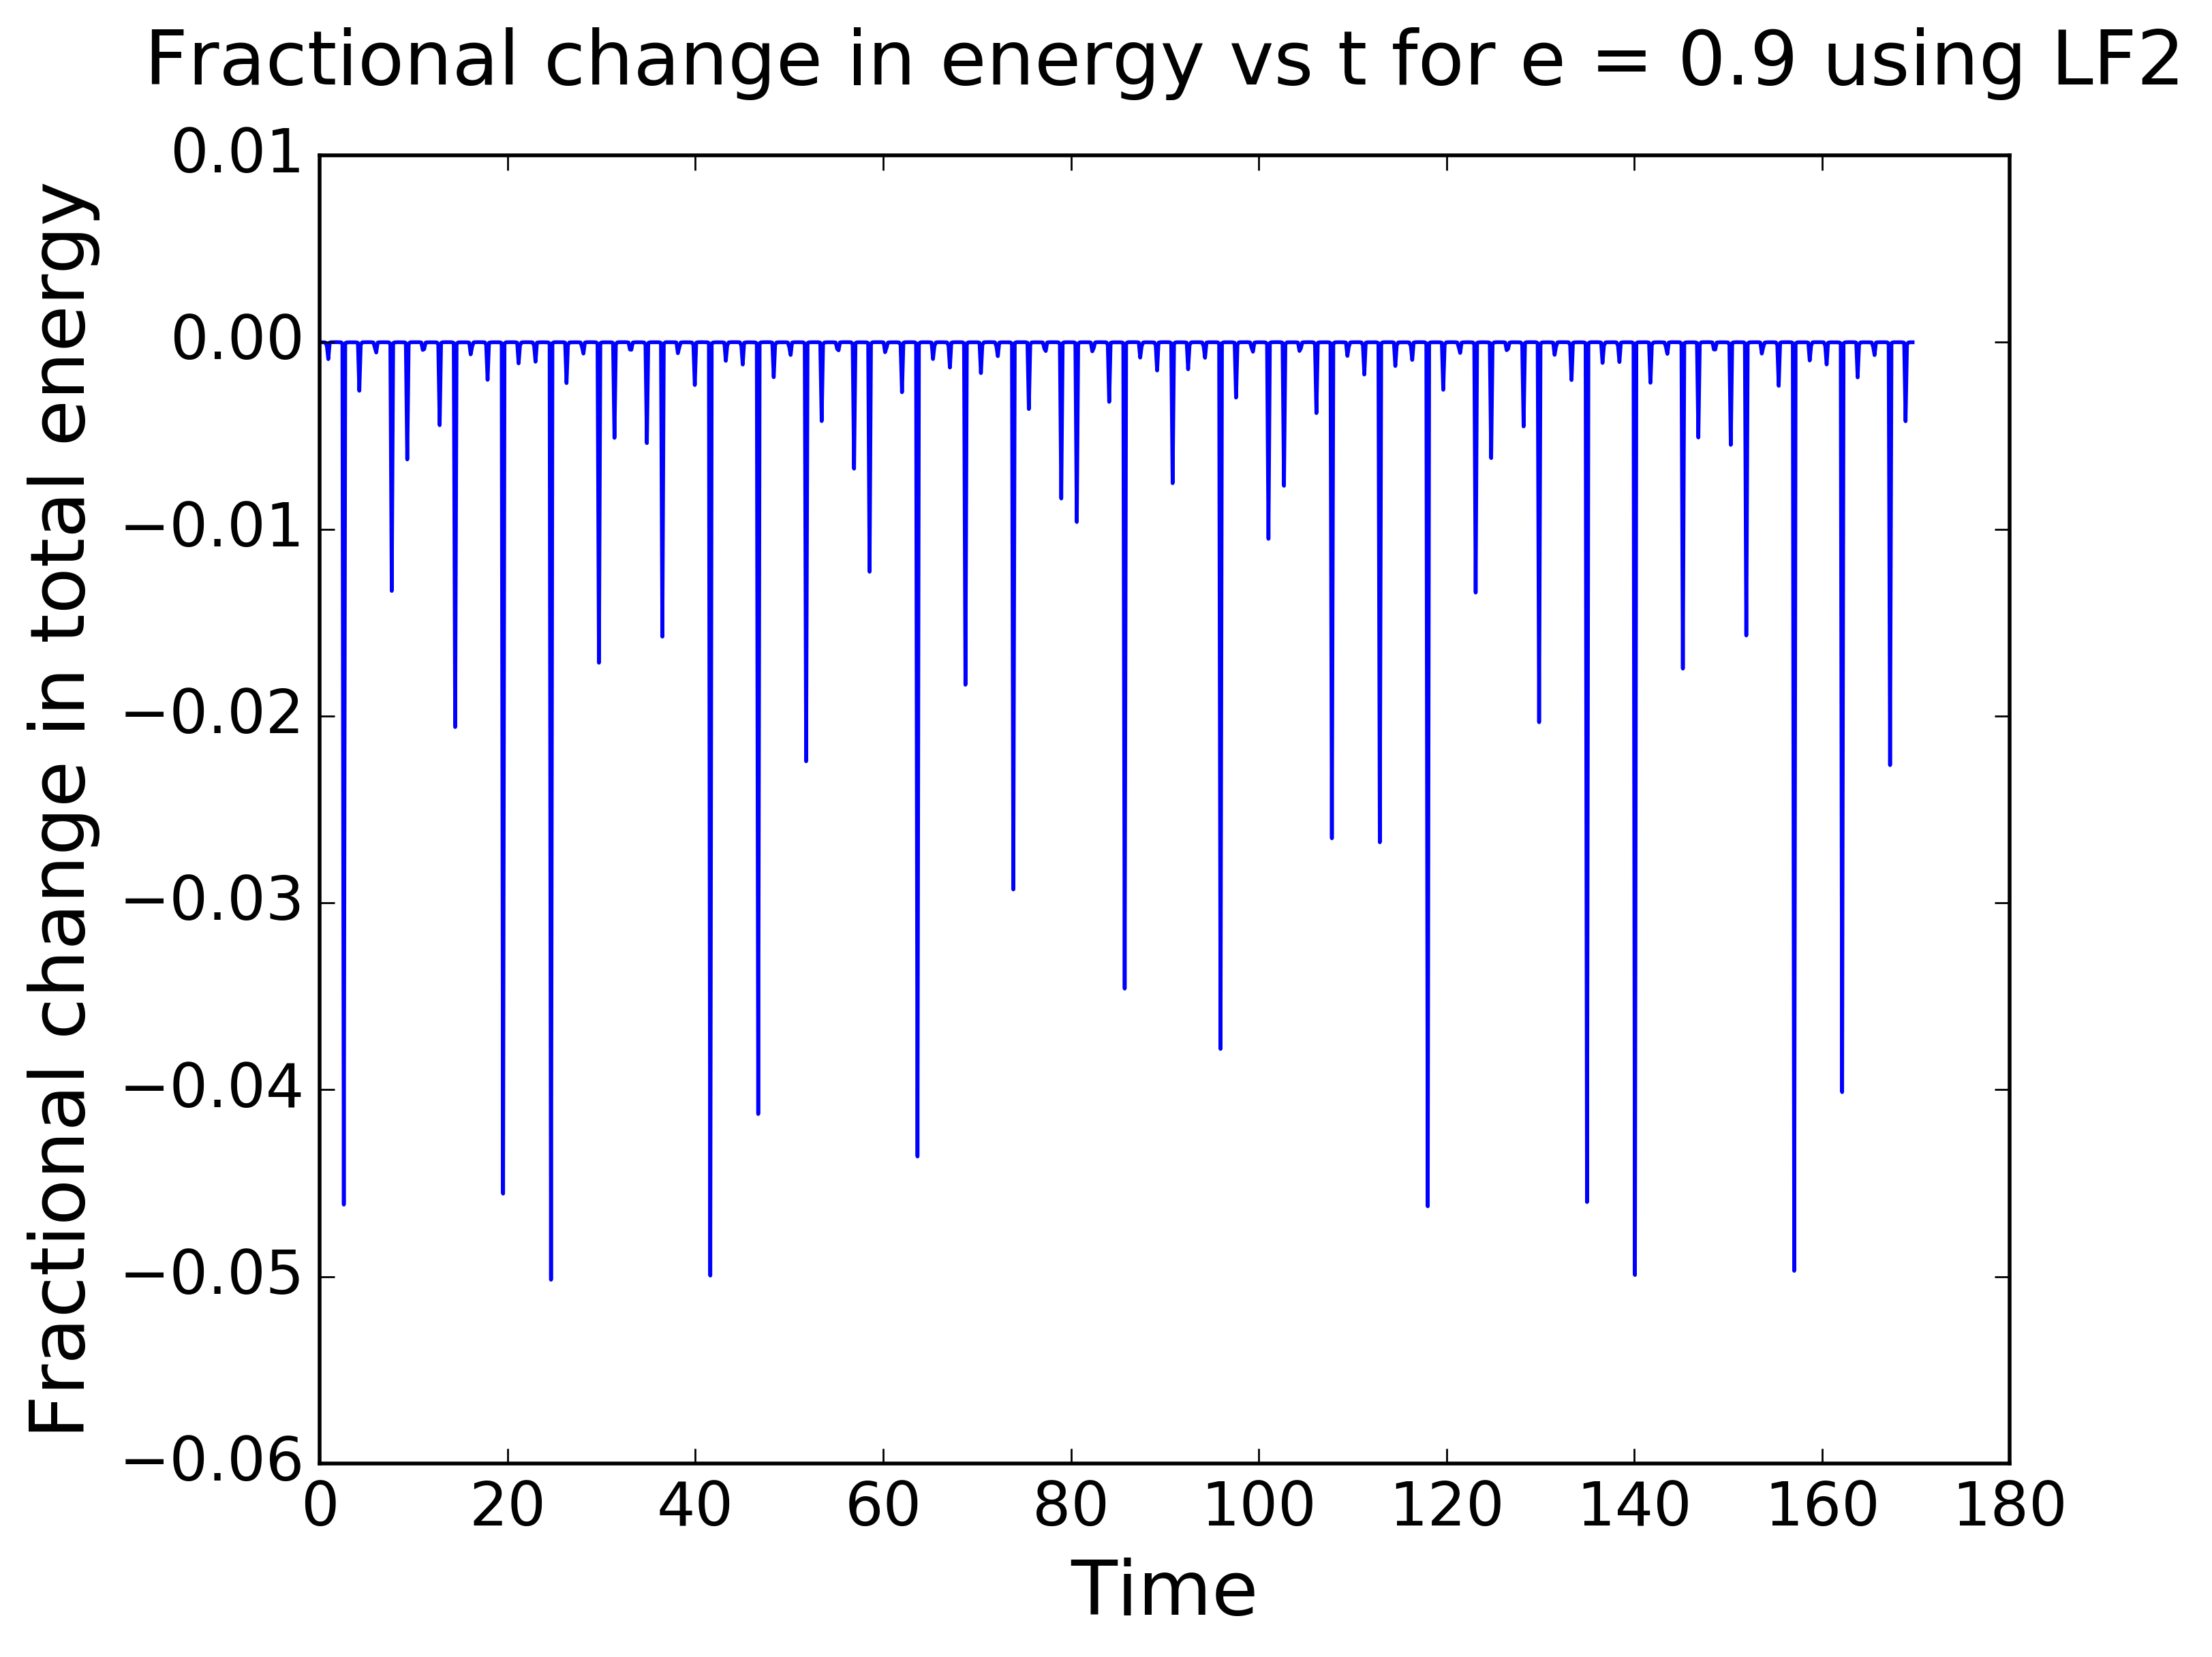 Fractional change in energy vs t for e = 0.9 using LF2
Fractional change in total energy
0.01
0.00
−0.01
−0.02
−0.03
−0.04
−0.05
−0.06
0 20 40 60 80 100 120 140 160 180
Time